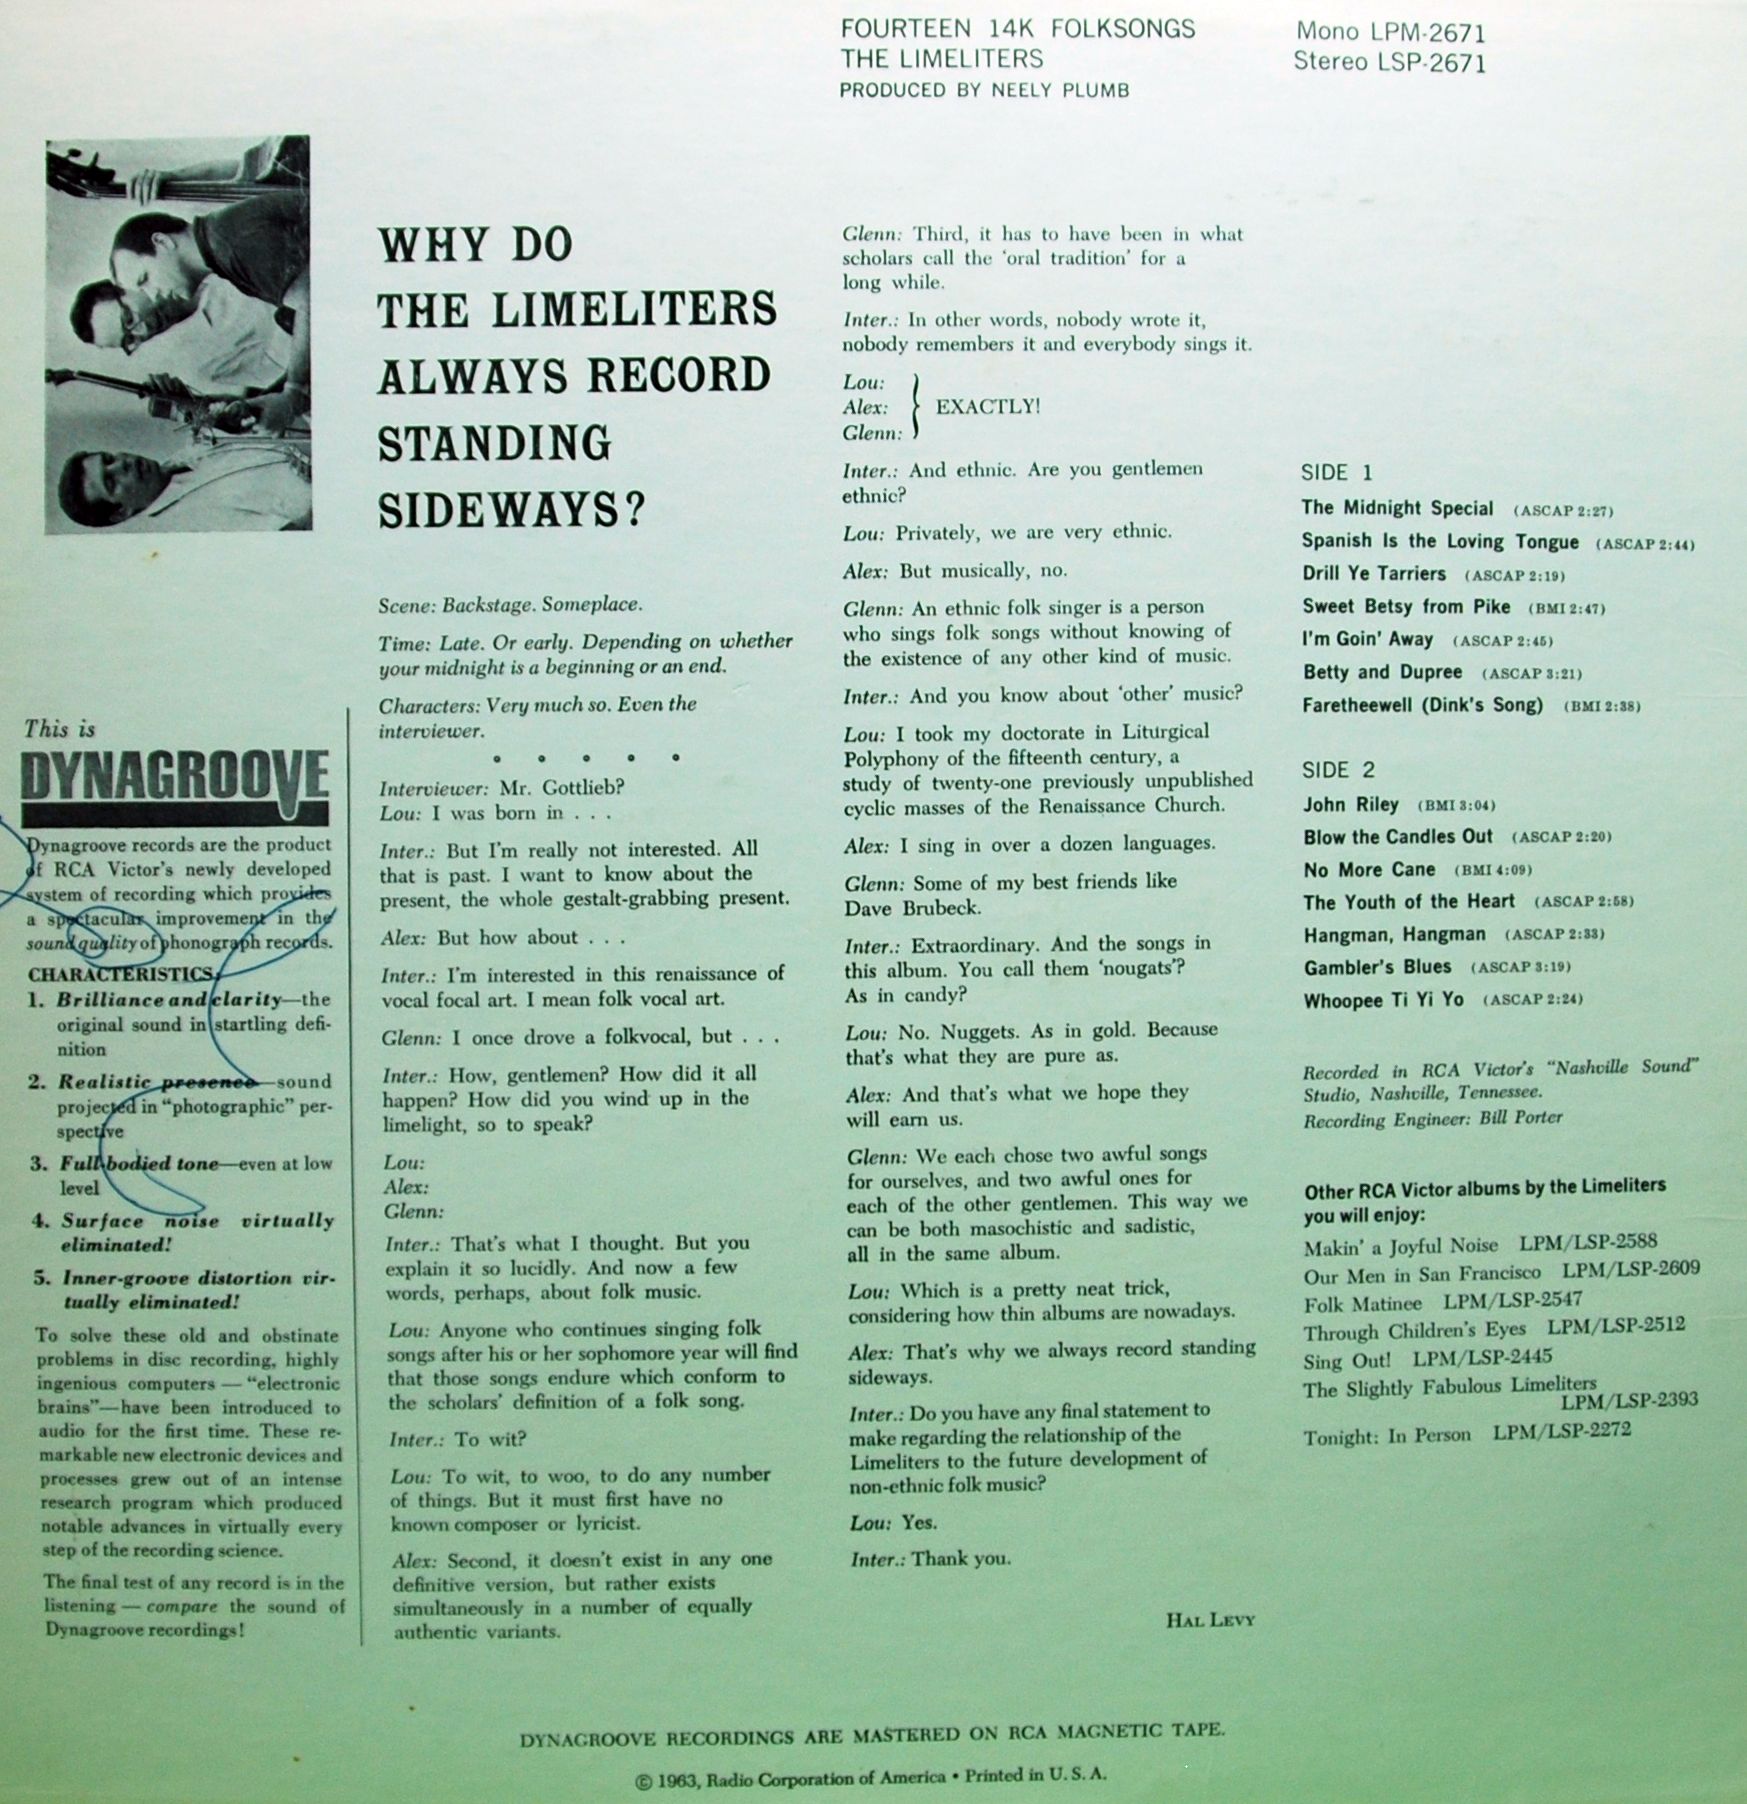 FOURTEEN 14K FOLKSONGS
THE LIMELITERS
PRODUCED BY NEELY PLUMB
Mono LPM-2671
Stereo LSP-2671
WHY DO
THE LIMELITERS
ALWAYS RECORD
STANDING
SIDEWAYS?
This is
DYNAGROOVE
Dynagroove records are the product
of RCA Victor's newly developed
system of recording which provides
a spectacular improvement in the
sound quality of phonograph records.
CHARACTERISTICS
1. Brilliance and clarity—the
original sound in startling defi-
nition
2. Realistic presence—sound
projected in "photographic" per-
spective
3. Full-bodied tone—even at low
level
4. Surface noise virtually
eliminated!
5. Inner-groove distortion vir-
tually eliminated!
To solve these old and obstinate
problems in disc recording, highly
ingenious computers — "electronic
brains"—have been introduced to
audio for the first time. These re-
markable new electronic devices and
processes grew out of an intense
research program which produced
notable advances in virtually every
step of the recording science.
The final test of any record is in the
listening — compare the sound of
Dynagroove recordings!
Scene: Backstage. Someplace.
Time: Late. Or early. Depending on whether
your midnight is a beginning or an end.
Characters: Very much so. Even the
interviewer.
• • • • •
Interviewer: Mr. Gottlieb?
Lou: I was born in . . .
Inter.: But I'm really not interested. All
that is past. I want to know about the
present, the whole gestalt-grabbing present.
Alex: But how about . . .
Inter.: I'm interested in this renaissance of
vocal focal art. I mean folk vocal art.
Glenn: I once drove a folkvocal, but . . .
Inter.: How, gentlemen? How did it all
happen? How did you wind up in the
limelight, so to speak?
Lou:
Alex:
Glenn:
Inter.: That's what I thought. But you
explain it so lucidly. And now a few
words, perhaps, about folk music.
Lou: Anyone who continues singing folk
songs after his or her sophomore year will find
that those songs endure which conform to
the scholars' definition of a folk song.
Inter.: To wit?
Lou: To wit, to woo, to do any number
of things. But it must first have no
known composer or lyricist.
Alex: Second, it doesn't exist in any one
definitive version, but rather exists
simultaneously in a number of equally
authentic variants.
Glenn: Third, it has to have been in what
scholars call the 'oral tradition' for a
long while.
Inter.: In other words, nobody wrote it,
nobody remembers it and everybody sings it.
Lou:
Alex: } EXACTLY!
Glenn:
Inter.: And ethnic. Are you gentlemen
ethnic?
Lou: Privately, we are very ethnic.
Alex: But musically, no.
Glenn: An ethnic folk singer is a person
who sings folk songs without knowing of
the existence of any other kind of music.
Inter.: And you know about 'other' music?
Lou: I took my doctorate in Liturgical
Polyphony of the fifteenth century, a
study of twenty-one previously unpublished
cyclic masses of the Renaissance Church.
Alex: I sing in over a dozen languages.
Glenn: Some of my best friends like
Dave Brubeck.
Inter.: Extraordinary. And the songs in
this album. You call them 'nougats'?
As in candy?
Lou: No. Nuggets. As in gold. Because
that's what they are pure as.
Alex: And that's what we hope they
will earn us.
Glenn: We each chose two awful songs
for ourselves, and two awful ones for
each of the other gentlemen. This way we
can be both masochistic and sadistic,
all in the same album.
Lou: Which is a pretty neat trick,
considering how thin albums are nowadays.
Alex: That's why we always record standing
sideways.
Inter.: Do you have any final statement to
make regarding the relationship of the
Limeliters to the future development of
non-ethnic folk music?
Lou: Yes.
Inter.: Thank you.
HAL LEVY
SIDE 1
The Midnight Special (ASCAP 2:27)
Spanish Is the Loving Tongue (ASCAP 2:44)
Drill Ye Tarriers (ASCAP 2:19)
Sweet Betsy from Pike (BMI 2:47)
I'm Goin' Away (ASCAP 2:45)
Betty and Dupree (ASCAP 3:21)
Faretheewell (Dink's Song) (BMI 2:38)
SIDE 2
John Riley (BMI 3:04)
Blow the Candles Out (ASCAP 2:20)
No More Cane (BMI 4:09)
The Youth of the Heart (ASCAP 2:58)
Hangman, Hangman (ASCAP 2:33)
Gambler's Blues (ASCAP 3:19)
Whoopee Ti Yi Yo (ASCAP 2:24)
Recorded in RCA Victor's "Nashville Sound"
Studio, Nashville, Tennessee.
Recording Engineer: Bill Porter
Other RCA Victor albums by the Limeliters
you will enjoy:
Makin' a Joyful Noise LPM/LSP-2588
Our Men in San Francisco LPM/LSP-2609
Folk Matinee LPM/LSP-2547
Through Children's Eyes LPM/LSP-2512
Sing Out! LPM/LSP-2445
The Slightly Fabulous Limeliters
LPM/LSP-2393
Tonight: In Person LPM/LSP-2272
DYNAGROOVE RECORDINGS ARE MASTERED ON RCA MAGNETIC TAPE.
© 1963, Radio Corporation of America • Printed in U. S. A.